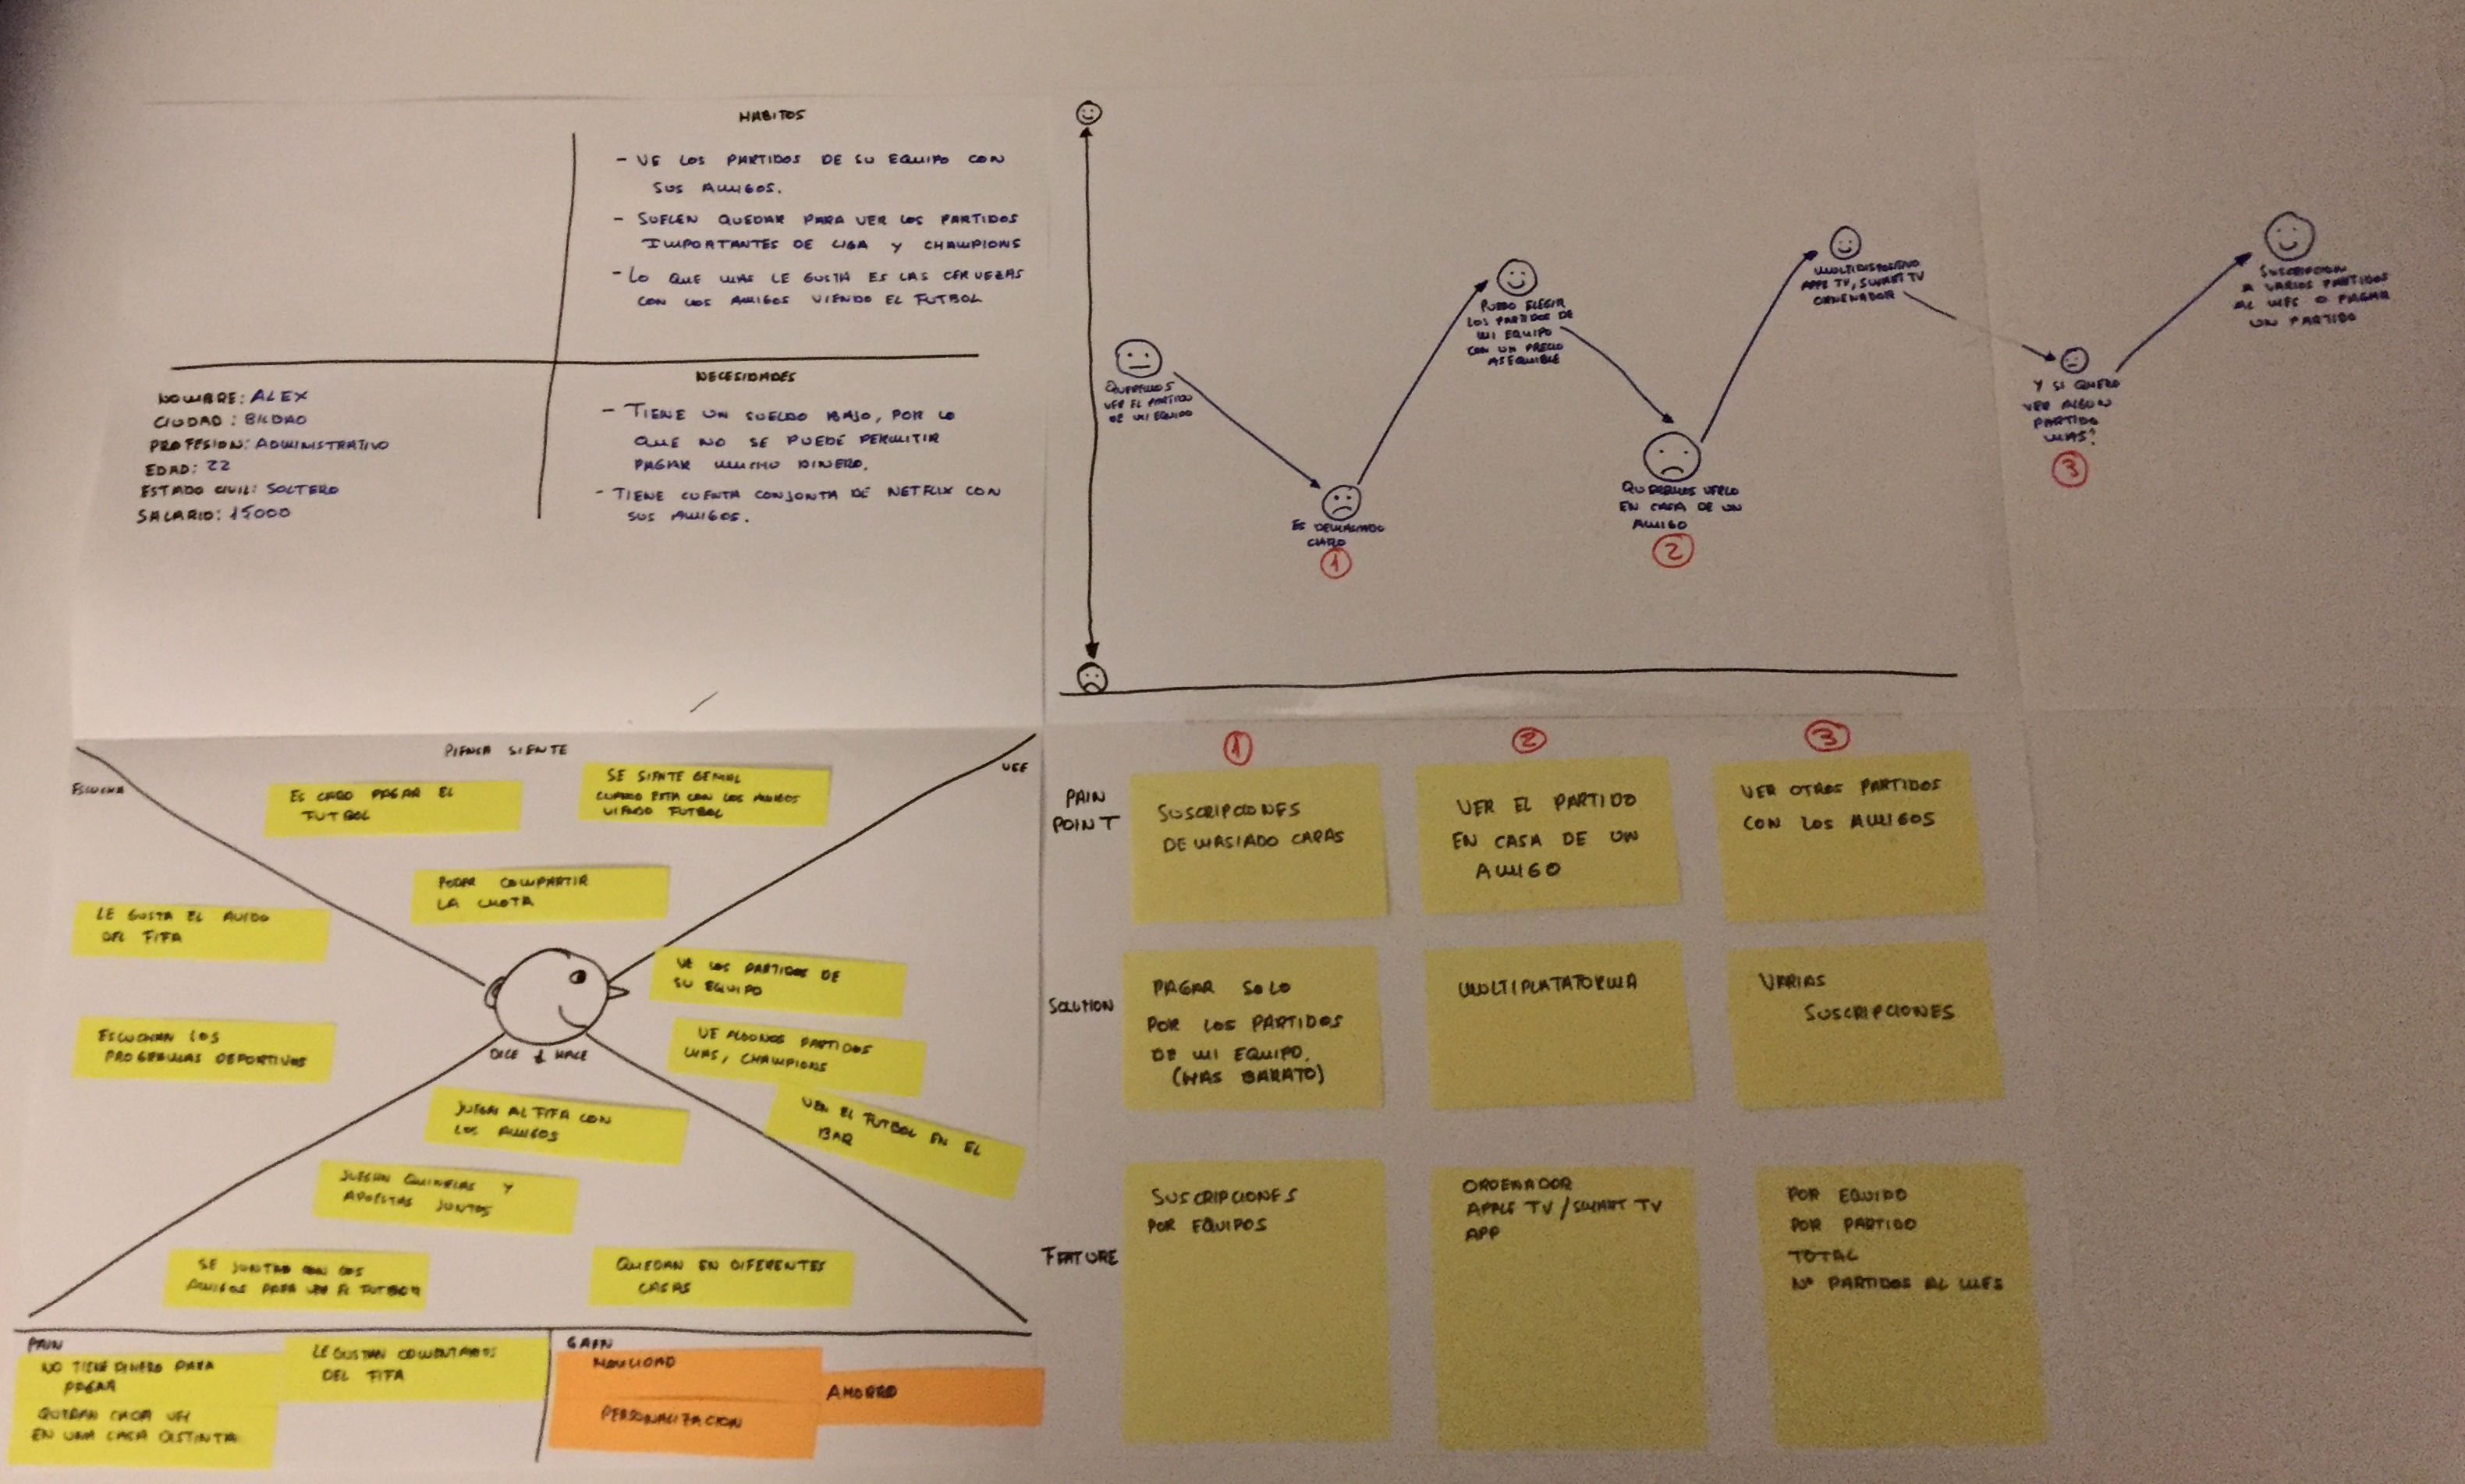 HABITOS
- VE LOS PARTIDOS DE SU EQUIPO CON
SUS AMIGOS.
- SUELEN QUEDAR PARA VER LOS PARTIDOS
IMPORTANTES DE LIGA Y CHAMPIONS
- LO QUE MAS LE GUSTA ES LAS CERVEZAS
CON LOS AMIGOS VIENDO EL FUTBOL
NOMBRE: ALEX
CIUDAD: BILBAO
PROFESION: ADMINISTRATIVO
EDAD: 22
ESTADO CIVIL: SOLTERO
SALARIO: 15000
NECESIDADES
- TIENE UN SUELDO BAJO, POR LO
QUE NO SE PUEDE PERMITIR
PAGAR MUCHO DINERO.
- TIENE CUENTA CONJONTA DE NETFLIX CON
SUS AMIGOS.
QUEREMOS
VER EL PARTIDO
DE MI EQUIPO
ES DEMASIADO
CARO
1
PUEDO ELEGIR
LOS PARTIDOS DE
MI EQUIPO
CON UN PRECIO
ASEQUIBLE
QUEREMOS VERLO
EN CASA DE UN
AMIGO
2
MULTIDISPOSITIVO
APPLE TV, SMART TV
ORDENADOR
Y SI QUIERO
VER ALGUN
PARTIDO
MAS?
3
SUSCRIPCION
A VARIOS PARTIDOS
AL MES O PAGAR
UN PARTIDO
PIENSA SIENTE
ESCUCHA
VEE
ES CARO PAGAR EL
FUTBOL
SE SIENTE GENIAL
CUANDO ESTA CON LOS AMIGOS
VIENDO FUTBOL
PODER COMPARTIR
LA CUOTA
LE GUSTA EL AUDIO
DEL FIFA
ESCUCHAN LOS
PROGRAMAS DEPORTIVOS
VE LOS PARTIDOS DE
SU EQUIPO
VE ALGUNOS PARTIDOS
MAS, CHAMPIONS
VEN EL FUTBOL EN EL
BAR
DICE Y HACE
JUEGAN AL FIFA CON
LOS AMIGOS
JUEGAN QUINIELAS Y
APUESTAS JUNTOS
SE JUNTAN CON LOS
AMIGOS PARA VER EL FUTBOL
QUEDAN EN DIFERENTES
CASAS
PAIN
NO TIENE DINERO PARA
PAGAR
QUEDAN CADA VEZ
EN UNA CASA DISTINTA
LE GUSTAN COMENTARIOS
DEL FIFA
GAIN
MOVILIDAD
PERSONALIZACION
AHORRO
1
2
3
PAIN
POINT
SUSCRIPCIONES
DEMASIADO CARAS
VER EL PARTIDO
EN CASA DE UN
AMIGO
VER OTROS PARTIDOS
CON LOS AMIGOS
SOLUTION
PAGAR SOLO
POR LOS PARTIDOS
DE MI EQUIPO.
(MAS BARATO)
MULTIPLATAFORMA
VARIAS
SUSCRIPCIONES
FEATURE
SUSCRIPCIONES
POR EQUIPOS
ORDENADOR
APPLE TV / SMART TV
APP
POR EQUIPO
POR PARTIDO
TOTAL
Nº PARTIDOS AL MES